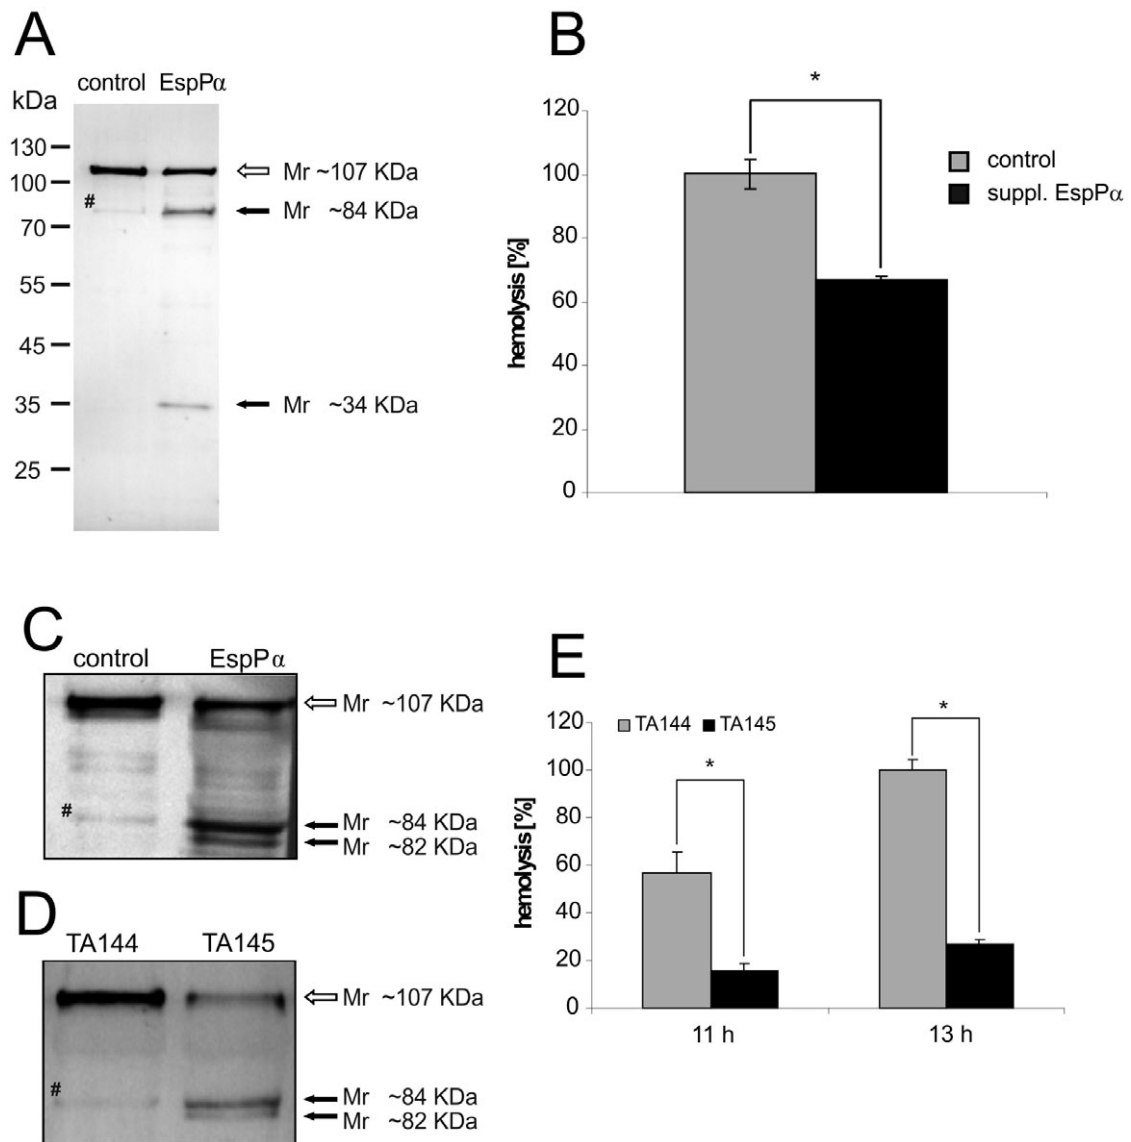 A
control EspPα
kDa
130
100
#
70
55
45
35
25
Mr ~107 KDa
Mr ~84 KDa
Mr ~34 KDa
B
*
120
100
80
60
40
20
0
hemolysis [%]
control
suppl. EspPα
C
control EspPα
#
Mr ~107 KDa
Mr ~84 KDa
Mr ~82 KDa
D
TA144 TA145
#
Mr ~107 KDa
Mr ~84 KDa
Mr ~82 KDa
E
TA144 TA145
*
*
120
100
80
60
40
20
0
hemolysis [%]
11 h 13 h